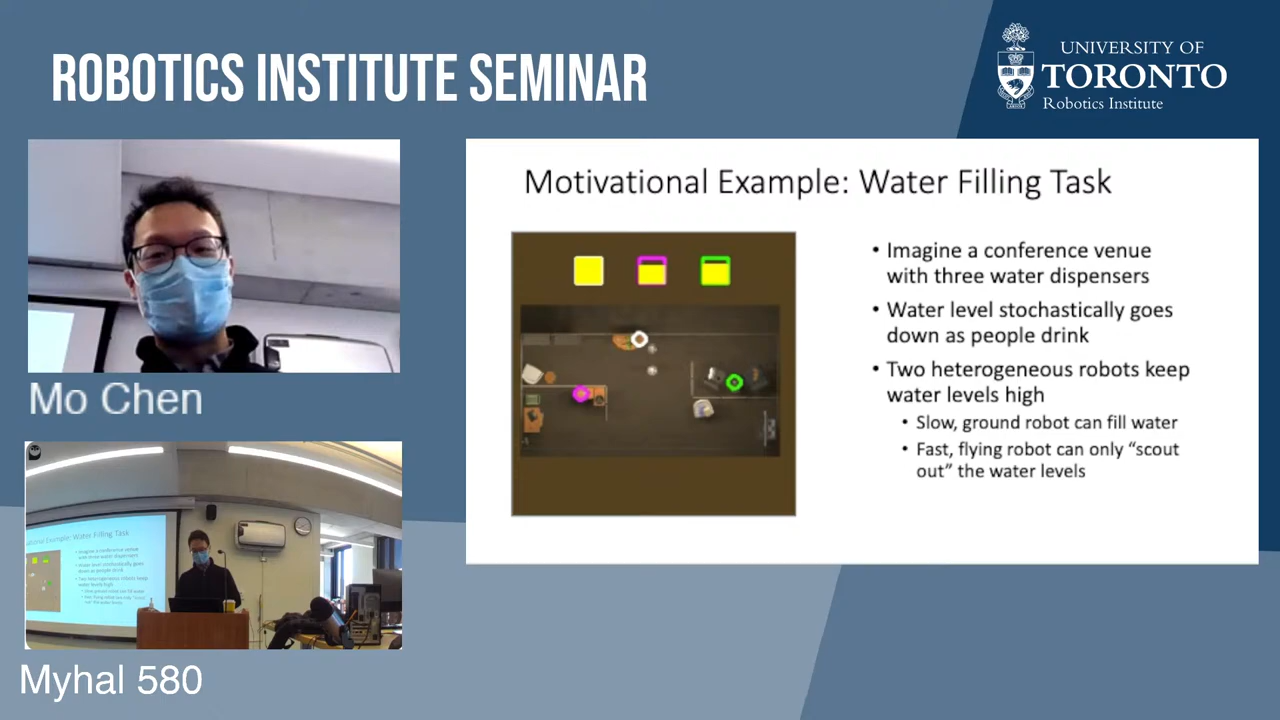 ROBOTICS INSTITUTE SEMINAR
UNIVERSITY OF
TORONTO
Robotics Institute
Mo Chen
Myhal 580
Motivational Example: Water Filling Task
• Imagine a conference venue
with three water dispensers
• Water level stochastically goes
down as people drink
• Two heterogeneous robots keep
water levels high
• Slow, ground robot can fill water
• Fast, flying robot can only “scout
out” the water levels